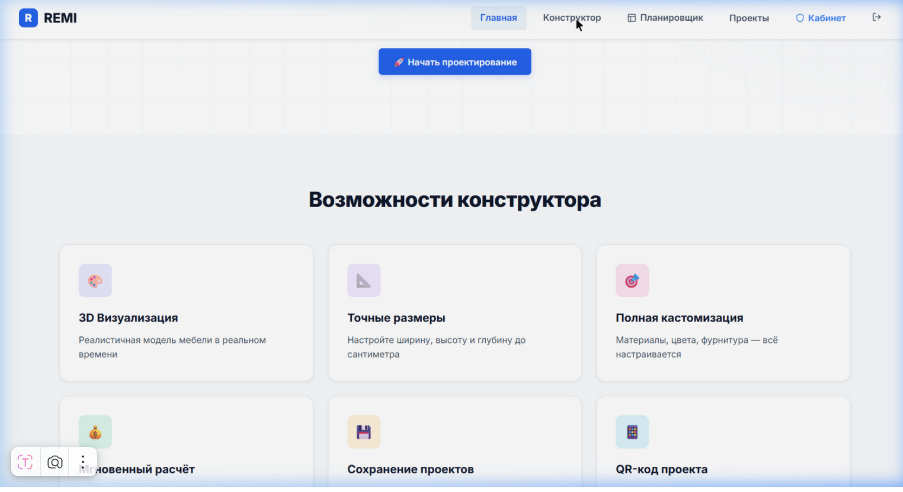 R REMI
Главная
Конструктор
Планировщик
Проекты
Кабинет
🚀 Начать проектирование
Возможности конструктора
3D Визуализация
Реалистичная модель мебели в реальном
времени
Точные размеры
Настройте ширину, высоту и глубину до
сантиметра
Полная кастомизация
Материалы, цвета, фурнитура — всё
настраивается
Мгновенный расчёт
Сохранение проектов
QR-код проекта